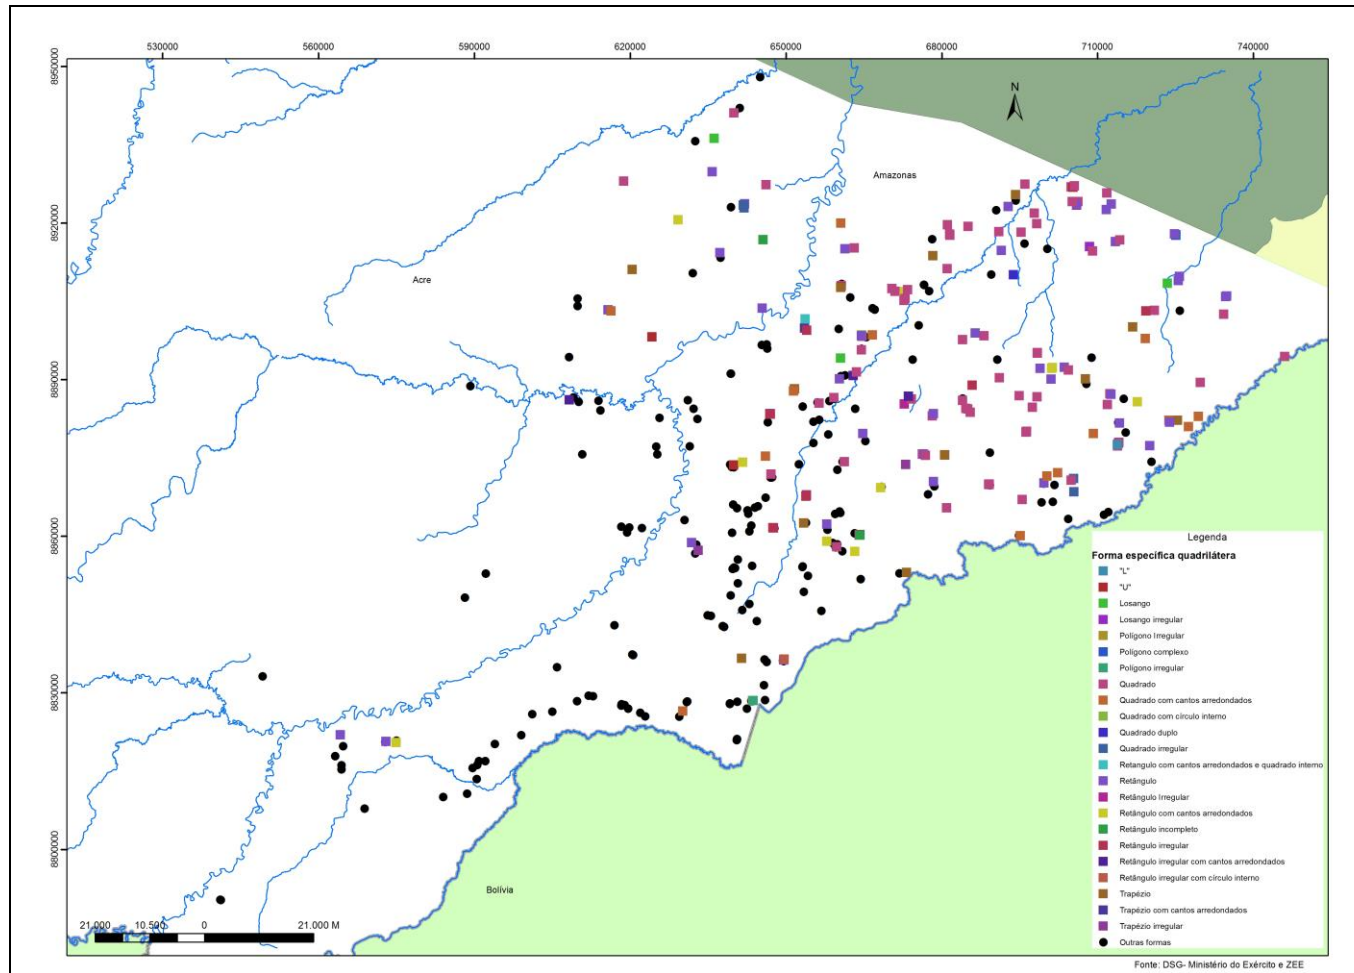 530000 560000 590000 620000 650000 680000 710000 740000
8950000
N
Amazonas
8920000
Acre
8890000
8860000
Legenda
Forma específica quadrilátera
"L"
"U"
Losango
Losango irregular
Polígono Irregular
Polígono complexo
Polígono irregular
Quadrado
Quadrado com cantos arredondados
Quadrado com círculo interno
Quadrado duplo
Quadrado irregular
Retangulo com cantos arredondados e quadrado interno
Retângulo
Retângulo Irregular
Retângulo com cantos arredondados
Retângulo incompleto
Retângulo irregular
Retângulo irregular com cantos arredondados
Retângulo irregular com círculo interno
Trapézio
Trapézio com cantos arredondados
Trapézio irregular
Outras formas
8830000
8800000
Bolívia
21.000 10.500 0 21.000 M
Fonte: DSG- Ministério do Exército e ZEE